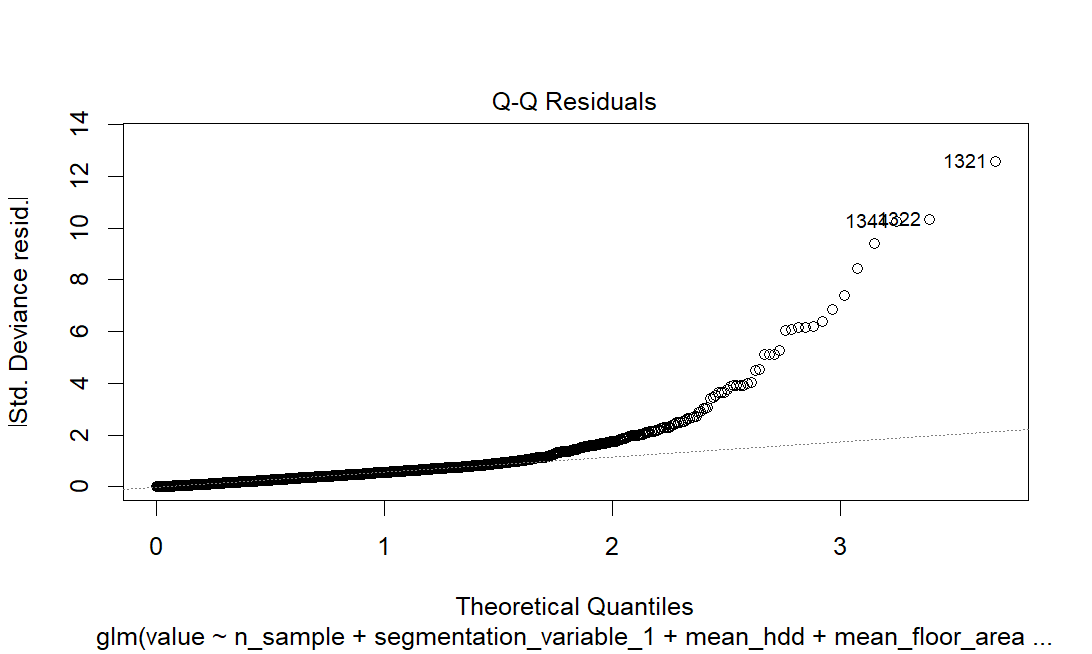 Q-Q Residuals
14
12
10
8
6
4
2
0
|Std. Deviance resid.|
1321
1344 1322
0 1 2 3
Theoretical Quantiles
glm(value ~ n_sample + segmentation_variable_1 + mean_hdd + mean_floor_area ...